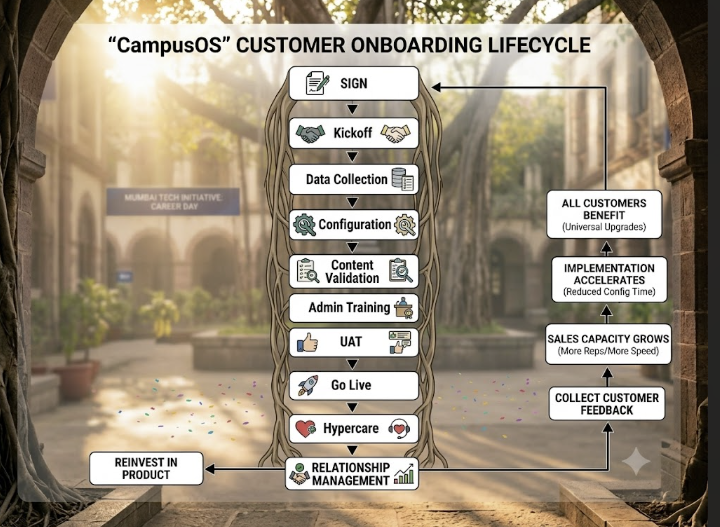 “CampusOS” CUSTOMER ONBOARDING LIFECYCLE
SIGN
Kickoff
Data Collection
Configuration
Content
Validation
Admin Training
UAT
Go Live
Hypercare
RELATIONSHIP
MANAGEMENT
REINVEST IN
PRODUCT
COLLECT CUSTOMER
FEEDBACK
SALES CAPACITY GROWS
(More Reps/More Speed)
IMPLEMENTATION
ACCELERATES
(Reduced Config Time)
ALL CUSTOMERS
BENEFIT
(Universal Upgrades)
MUMBAI TECH INITIATIVE:
CAREER DAY